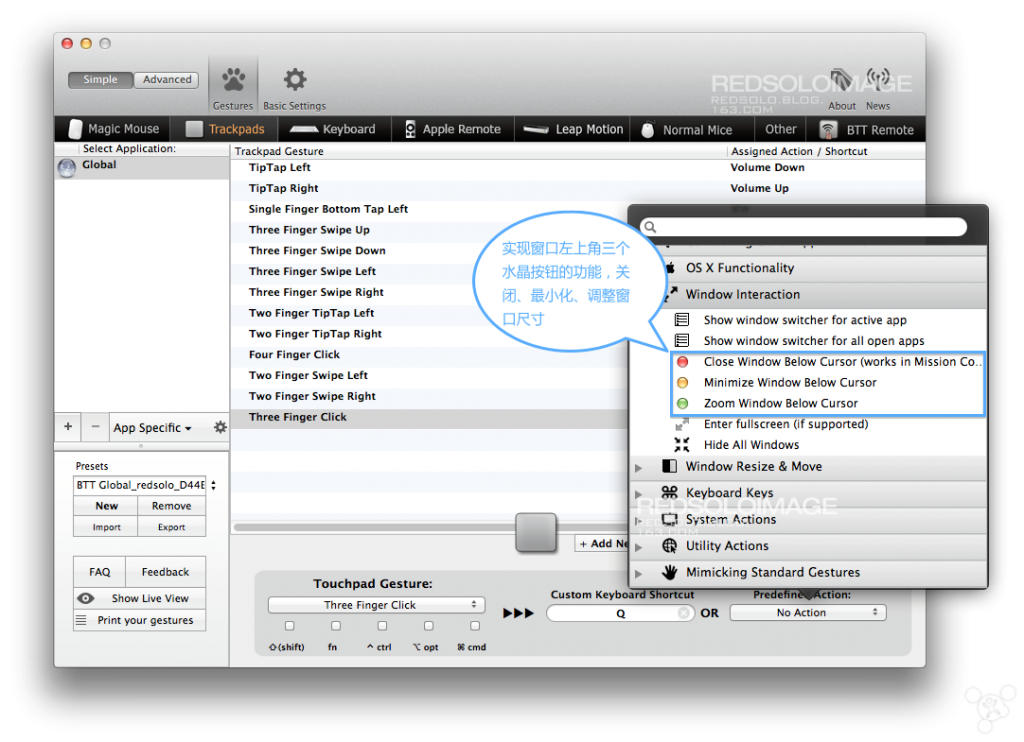 Simple
Advanced
Gestures
Basic Settings
REDSOLOIMAGE
REDSOLO.BLOG.
163.COM
About
News
Magic Mouse
Trackpads
Keyboard
Apple Remote
Leap Motion
Normal Mice
Other
BTT Remote
Select Application:
Global
Trackpad Gesture
Assigned Action / Shortcut
TipTap Left
Volume Down
TipTap Right
Volume Up
Single Finger Bottom Tap Left
Three Finger Swipe Up
Three Finger Swipe Down
Three Finger Swipe Left
Three Finger Swipe Right
Two Finger TipTap Left
Two Finger TipTap Right
Four Finger Click
Two Finger Swipe Left
Two Finger Swipe Right
Three Finger Click
实现窗口左上角三个
水晶按钮的功能，关
闭、最小化、调整窗
口尺寸
OS X Functionality
Window Interaction
Show window switcher for active app
Show window switcher for all open apps
Close Window Below Cursor (works in Mission Co...
Minimize Window Below Cursor
Zoom Window Below Cursor
Enter fullscreen (if supported)
Hide All Windows
Window Resize & Move
Keyboard Keys
REDSOLOIMAGE
System Actions
163.COM
Utility Actions
Mimicking Standard Gestures
+
−
App Specific
Presets
BTT Global_redsolo_D44E
New
Remove
Import
Export
FAQ
Feedback
Show Live View
Print your gestures
+ Add Ne
Touchpad Gesture:
Three Finger Click
⇧(shift)
fn
^ ctrl
⌥ opt
⌘ cmd
Custom Keyboard Shortcut
Q
OR
Predefined Action:
No Action